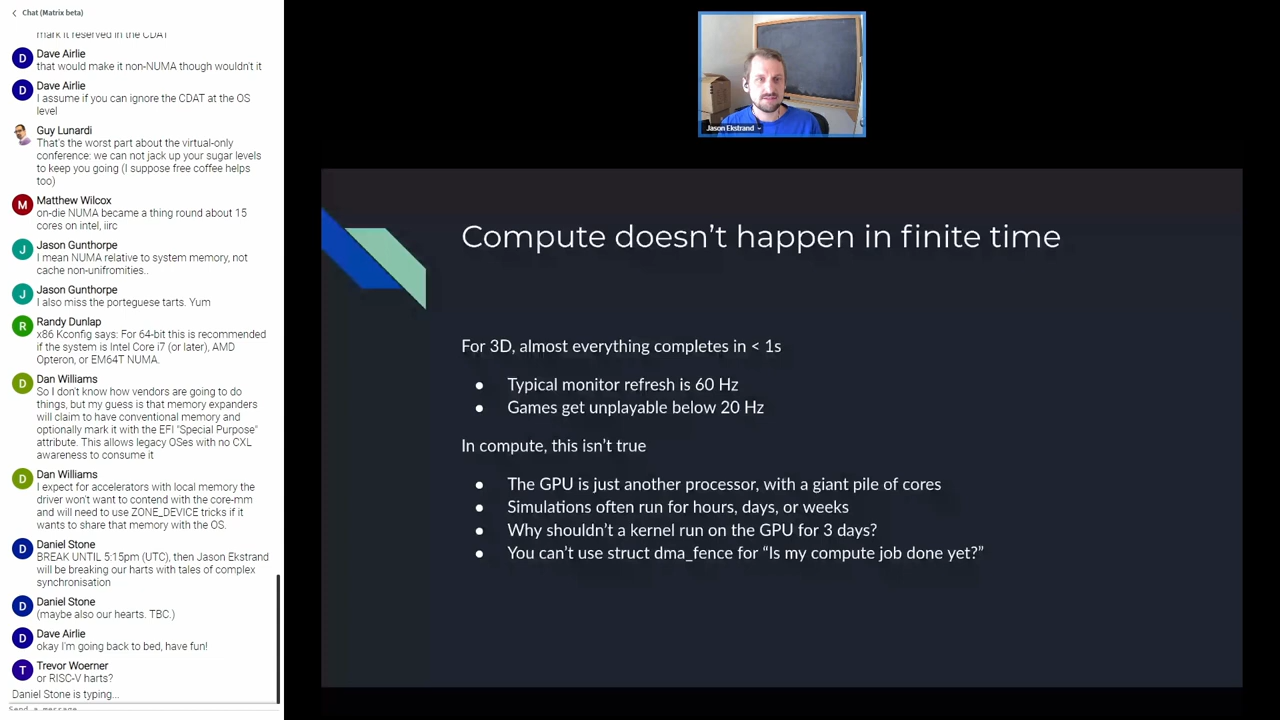 Chat (Matrix beta)
mark it reserved in the CDAT
D
Dave Airlie
that would make it non-NUMA though wouldn't it
D
Dave Airlie
I assume if you can ignore the CDAT at the OS
level
Guy Lunardi
That's the worst part about the virtual-only
conference: we can not jack up your sugar levels
to keep you going (I suppose free coffee helps
too)
M
Matthew Wilcox
on-die NUMA became a thing round about 15
cores on intel, iirc
J
Jason Gunthorpe
I mean NUMA relative to system memory, not
cache non-unifromities..
J
Jason Gunthorpe
I also miss the porteguese tarts. Yum
R
Randy Dunlap
x86 Kconfig says: For 64-bit this is recommended
if the system is Intel Core i7 (or later), AMD
Opteron, or EM64T NUMA.
D
Dan Williams
So I don't know how vendors are going to do
things, but my guess is that memory expanders
will claim to have conventional memory and
optionally mark it with the EFI "Special Purpose"
attribute. This allows legacy OSes with no CXL
awareness to consume it
D
Dan Williams
I expect for accelerators with local memory the
driver won't want to contend with the core-mm
and will need to use ZONE_DEVICE tricks if it
wants to share that memory with the OS.
D
Daniel Stone
BREAK UNTIL 5:15pm (UTC), then Jason Ekstrand
will be breaking our harts with tales of complex
synchronisation
D
Daniel Stone
(maybe also our hearts. TBC.)
D
Dave Airlie
okay I'm going back to bed, have fun!
T
Trevor Woerner
or RISC-V harts?
Daniel Stone is typing...
Send a message
Jason Ekstrand
Compute doesn't happen in finite time
For 3D, almost everything completes in < 1s
● Typical monitor refresh is 60 Hz
● Games get unplayable below 20 Hz
In compute, this isn't true
● The GPU is just another processor, with a giant pile of cores
● Simulations often run for hours, days, or weeks
● Why shouldn't a kernel run on the GPU for 3 days?
● You can't use struct dma_fence for “Is my compute job done yet?”